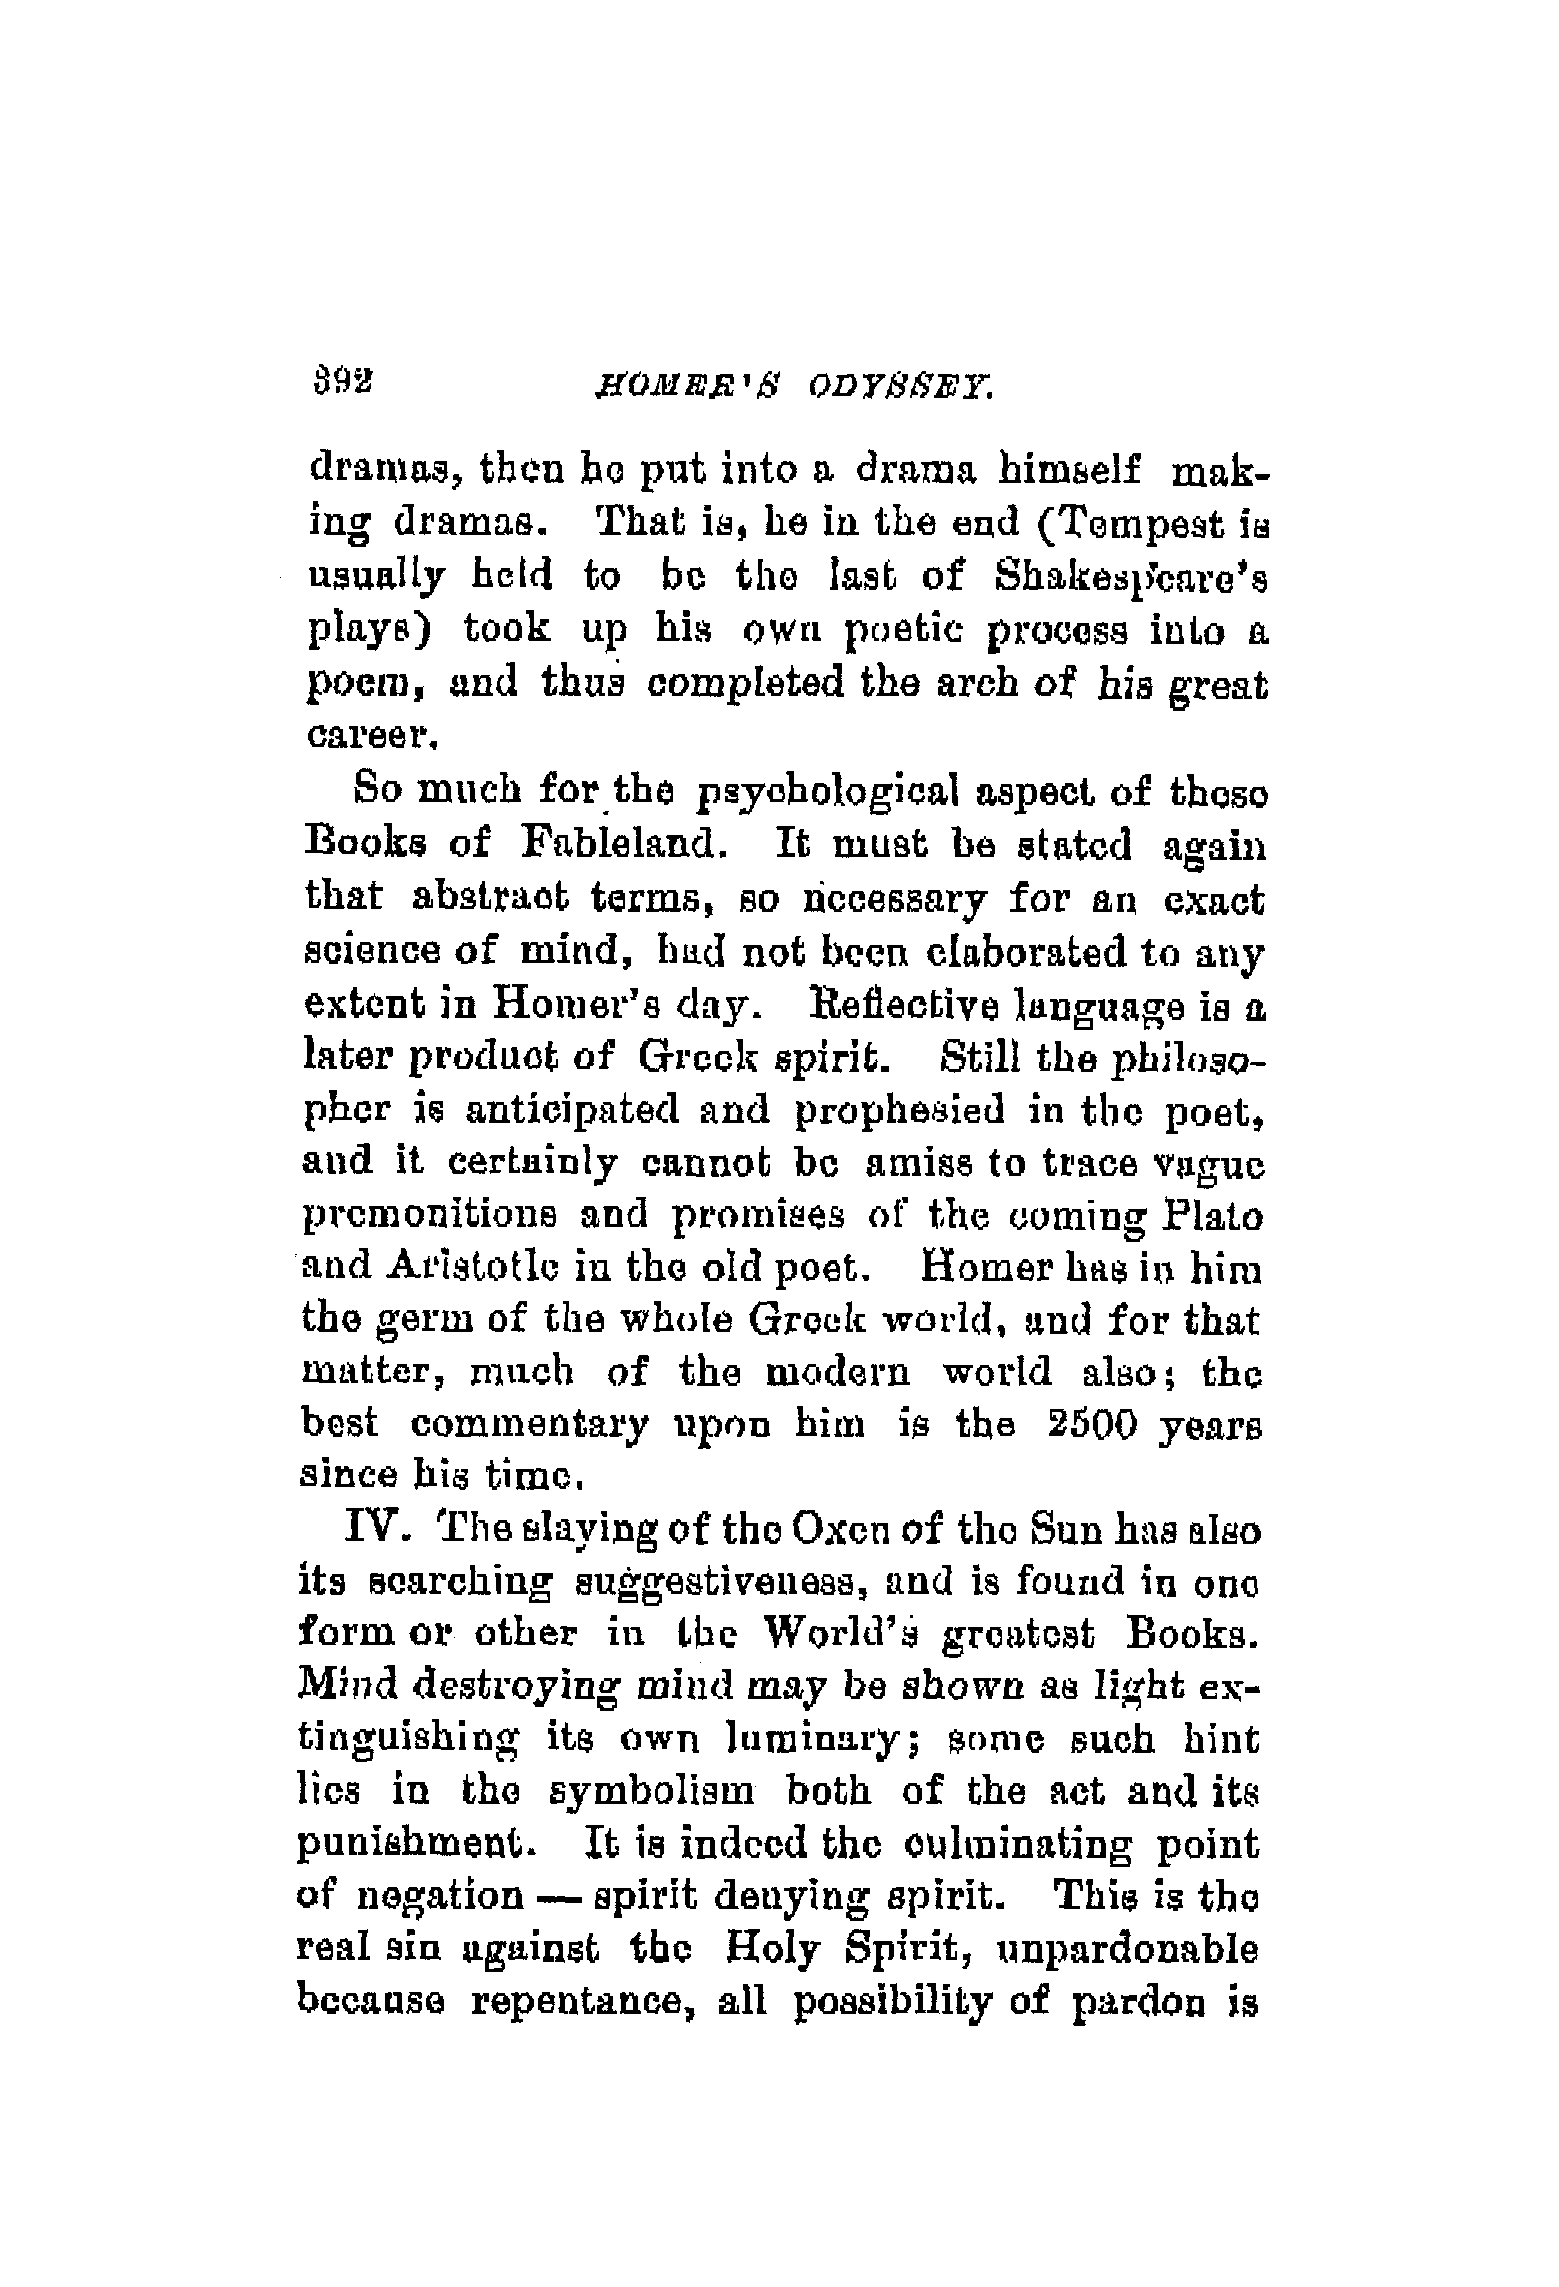 392 HOMER'S ODYSSEY.
dramas, then he put into a drama himself mak-
ing dramas. That is, he in the end (Tempest is
usually held to be the last of Shakespeare's
plays) took up his own poetic process into a
poem, and thus completed the arch of his great
career.
So much for the psychological aspect of these
Books of Fableland. It must be stated again
that abstract terms, so necessary for an exact
science of mind, had not been elaborated to any
extent in Homer's day. Reflective language is a
later product of Greek spirit. Still the philoso-
pher is anticipated and prophesied in the poet,
and it certainly cannot be amiss to trace vague
premonitions and promises of the coming Plato
and Aristotle in the old poet. Homer has in him
the germ of the whole Greek world, and for that
matter, much of the modern world also; the
best commentary upon him is the 2500 years
since his time.
IV. The slaying of the Oxen of the Sun has also
its searching suggestiveness, and is found in one
form or other in the World's greatest Books.
Mind destroying mind may be shown as light ex-
tinguishing its own luminary; some such hint
lies in the symbolism both of the act and its
punishment. It is indeed the culminating point
of negation — spirit denying spirit. This is the
real sin against the Holy Spirit, unpardonable
because repentance, all possibility of pardon is